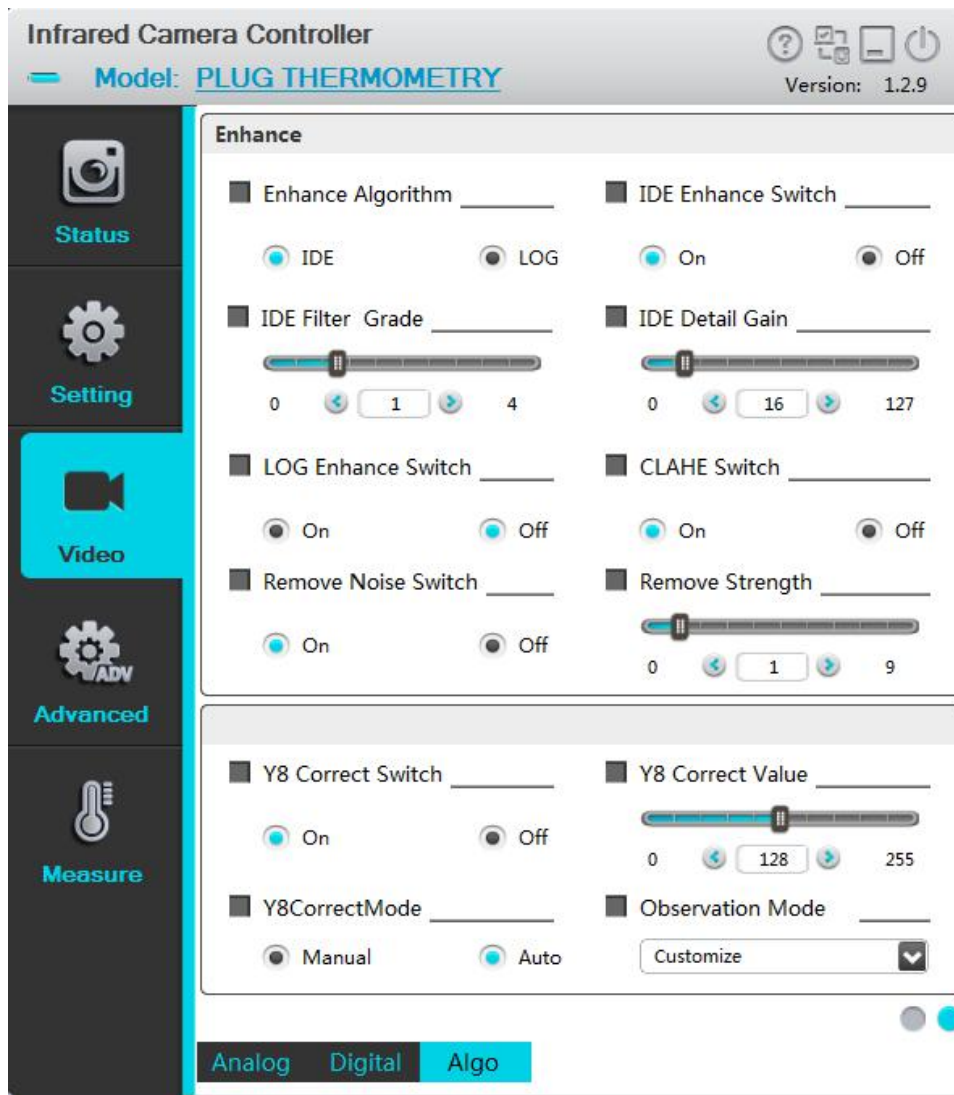 Infrared Camera Controller
Model: PLUG THERMOMETRY
Version: 1.2.9
Status
Setting
Video
ADV
Advanced
Measure
Enhance
Enhance Algorithm IDE Enhance Switch
IDE LOG On Off
IDE Filter Grade IDE Detail Gain
0 1 4 0 16 127
LOG Enhance Switch CLAHE Switch
On Off On Off
Remove Noise Switch Remove Strength
On Off
0 1 9
Y8 Correct Switch Y8 Correct Value
On Off
0 128 255
Y8CorrectMode Observation Mode
Manual Auto Customize
Analog Digital Algo